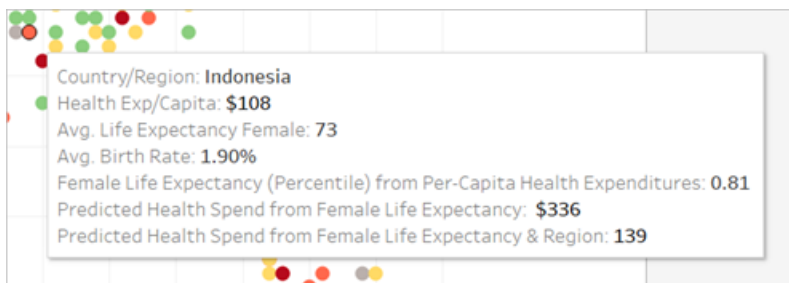 Country/Region: Indonesia
Health Exp/Capita: $108
Avg. Life Expectancy Female: 73
Avg. Birth Rate: 1.90%
Female Life Expectancy (Percentile) from Per-Capita Health Expenditures: 0.81
Predicted Health Spend from Female Life Expectancy: $336
Predicted Health Spend from Female Life Expectancy & Region: 139